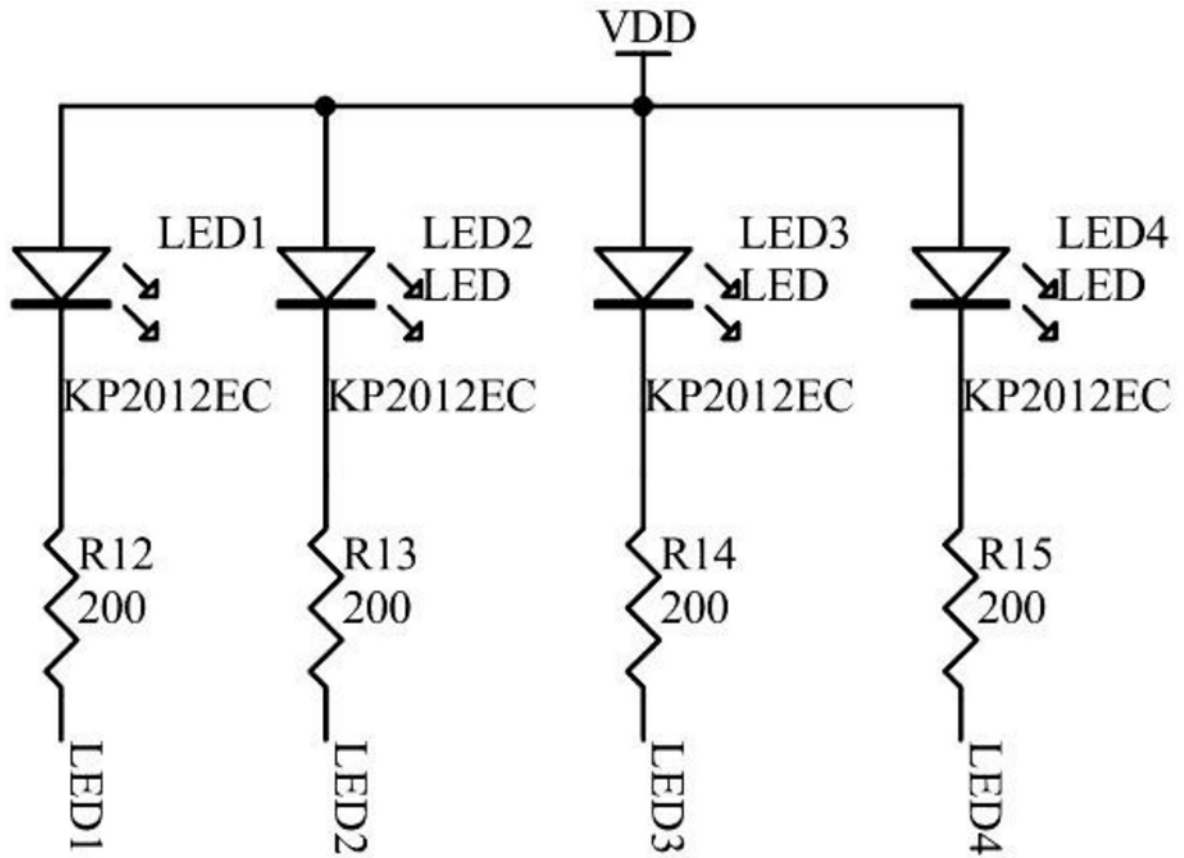 VDD
LED1
LED2
LED3
LED4
LED
LED
LED
KP2012EC
KP2012EC
KP2012EC
KP2012EC
R12
R13
R14
R15
200
200
200
200
LED1
LED2
LED3
LED4